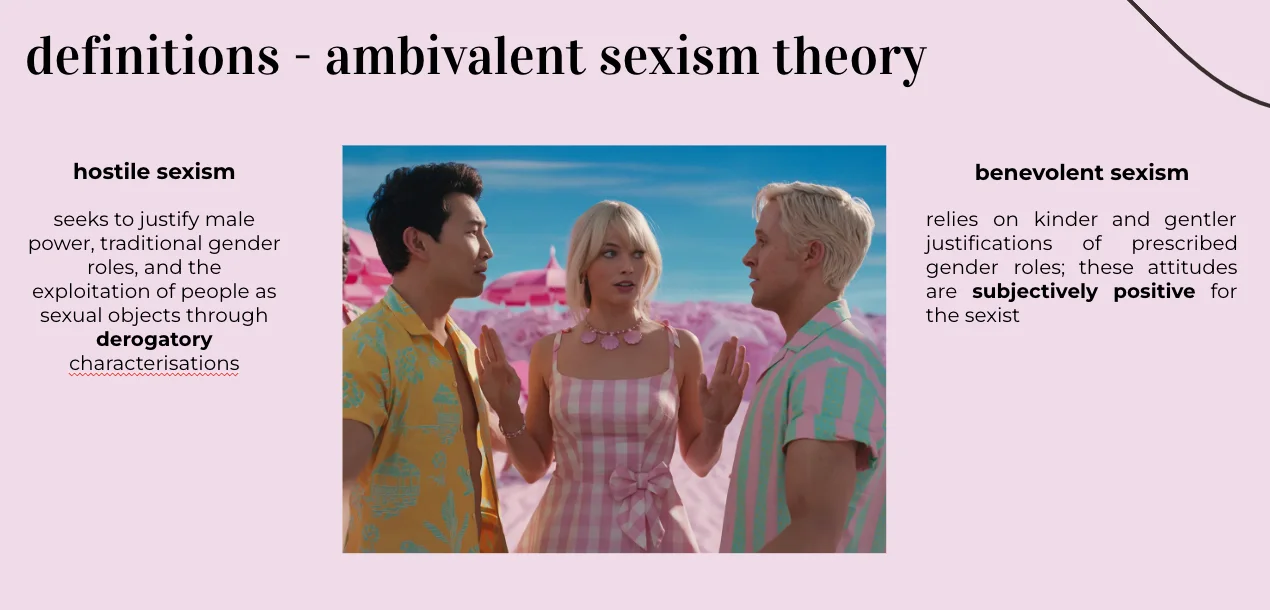 definitions - ambivalent sexism theory
hostile sexism
seeks to justify male
power, traditional gender
roles, and the
exploitation of people as
sexual objects through
derogatory
characterisations
benevolent sexism
relies on kinder and gentler
justifications of prescribed
gender roles; these attitudes
are subjectively positive for
the sexist